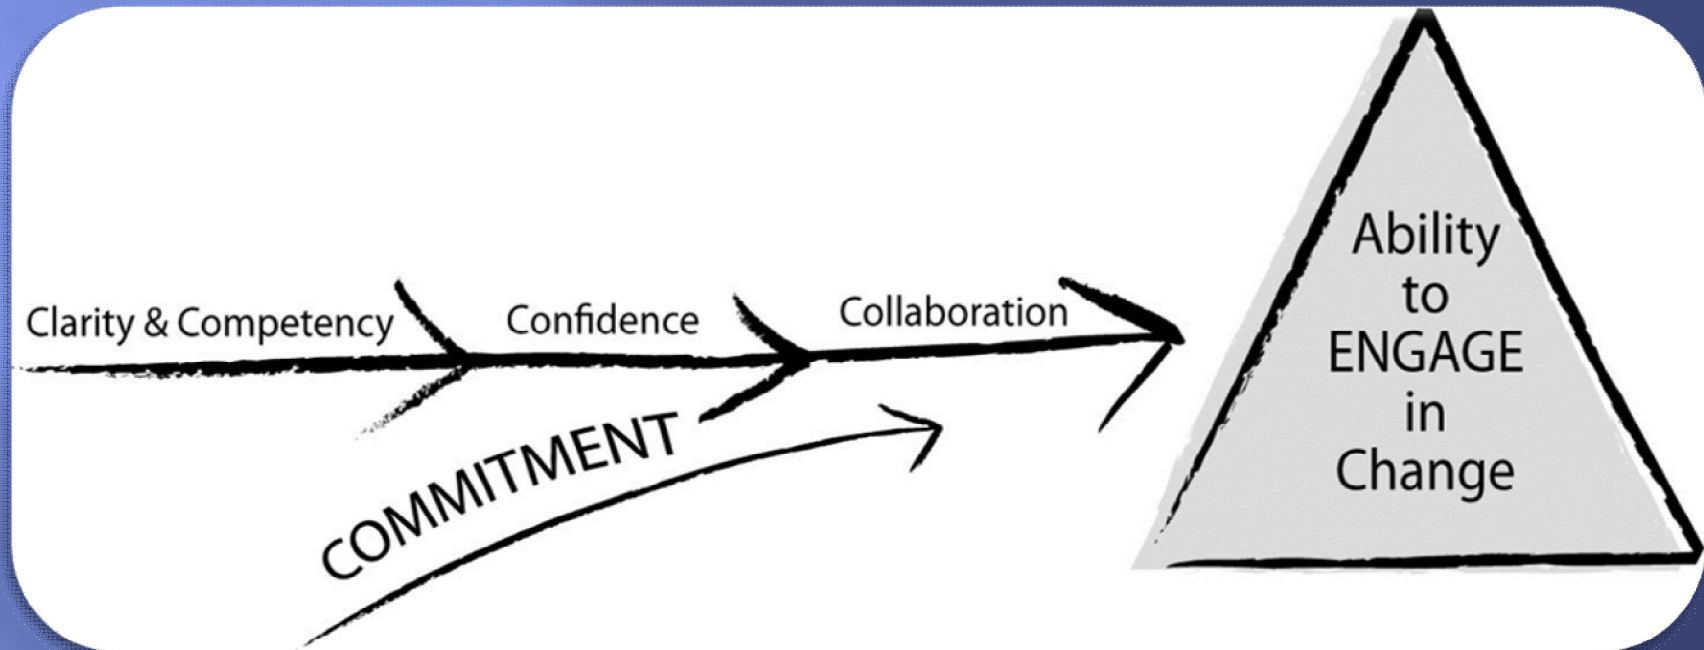 Clarity & Competency
Confidence
Collaboration
COMMITMENT
Ability
to
ENGAGE
in
Change